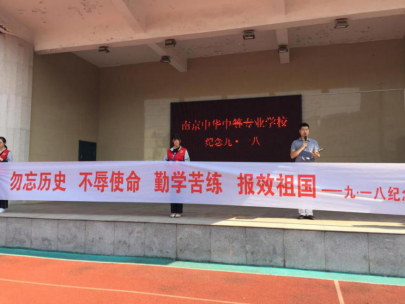 南京中华中等专业学校
纪念九·一八
勿忘历史 不辱使命 勤学苦练 报效祖国——九·一八纪念